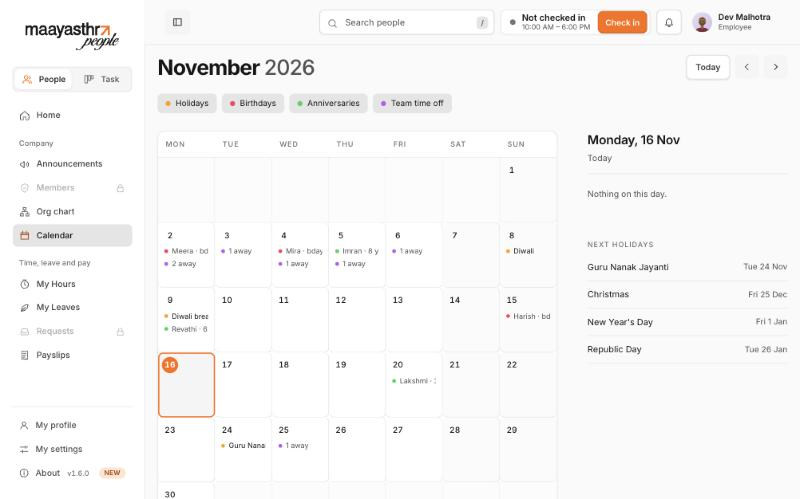 maayasthr
people
People
Task
Home
Company
Announcements
Members
Org chart
Calendar
Time, leave and pay
My Hours
My Leaves
Requests
Payslips
My profile
My settings
About v1.6.0 NEW
Search people /
Not checked in
10:00 AM – 6:00 PM
Check in
Dev Malhotra
Employee
November 2026
Today
Holidays
Birthdays
Anniversaries
Team time off
MON TUE WED THU FRI SAT SUN
1
2 3 4 5 6 7 8
Meera · bd
1 away
Mira · bday
Imran · 8 y
1 away
Diwali
2 away
1 away
1 away
9 10 11 12 13 14 15
Diwali brea
Harish · bd
Revathi · 6
16 17 18 19 20 21 22
Lakshmi ·
23 24 25 26 27 28 29
Guru Nana
1 away
30
Monday, 16 Nov
Today
Nothing on this day.
NEXT HOLIDAYS
Guru Nanak Jayanti Tue 24 Nov
Christmas Fri 25 Dec
New Year's Day Fri 1 Jan
Republic Day Tue 26 Jan